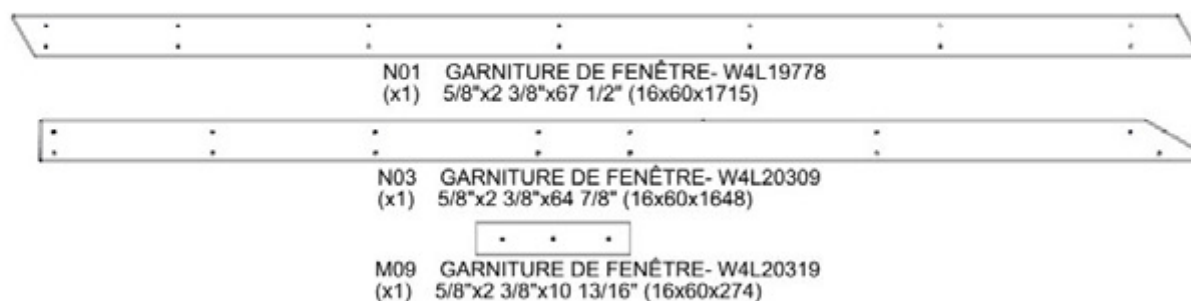 N01 GARNITURE DE FENÊTRE- W4L19778
(x1) 5/8"x2 3/8"x67 1/2" (16x60x1715)
N03 GARNITURE DE FENÊTRE- W4L20309
(x1) 5/8"x2 3/8"x64 7/8" (16x60x1648)
M09 GARNITURE DE FENÊTRE- W4L20319
(x1) 5/8"x2 3/8"x10 13/16" (16x60x274)